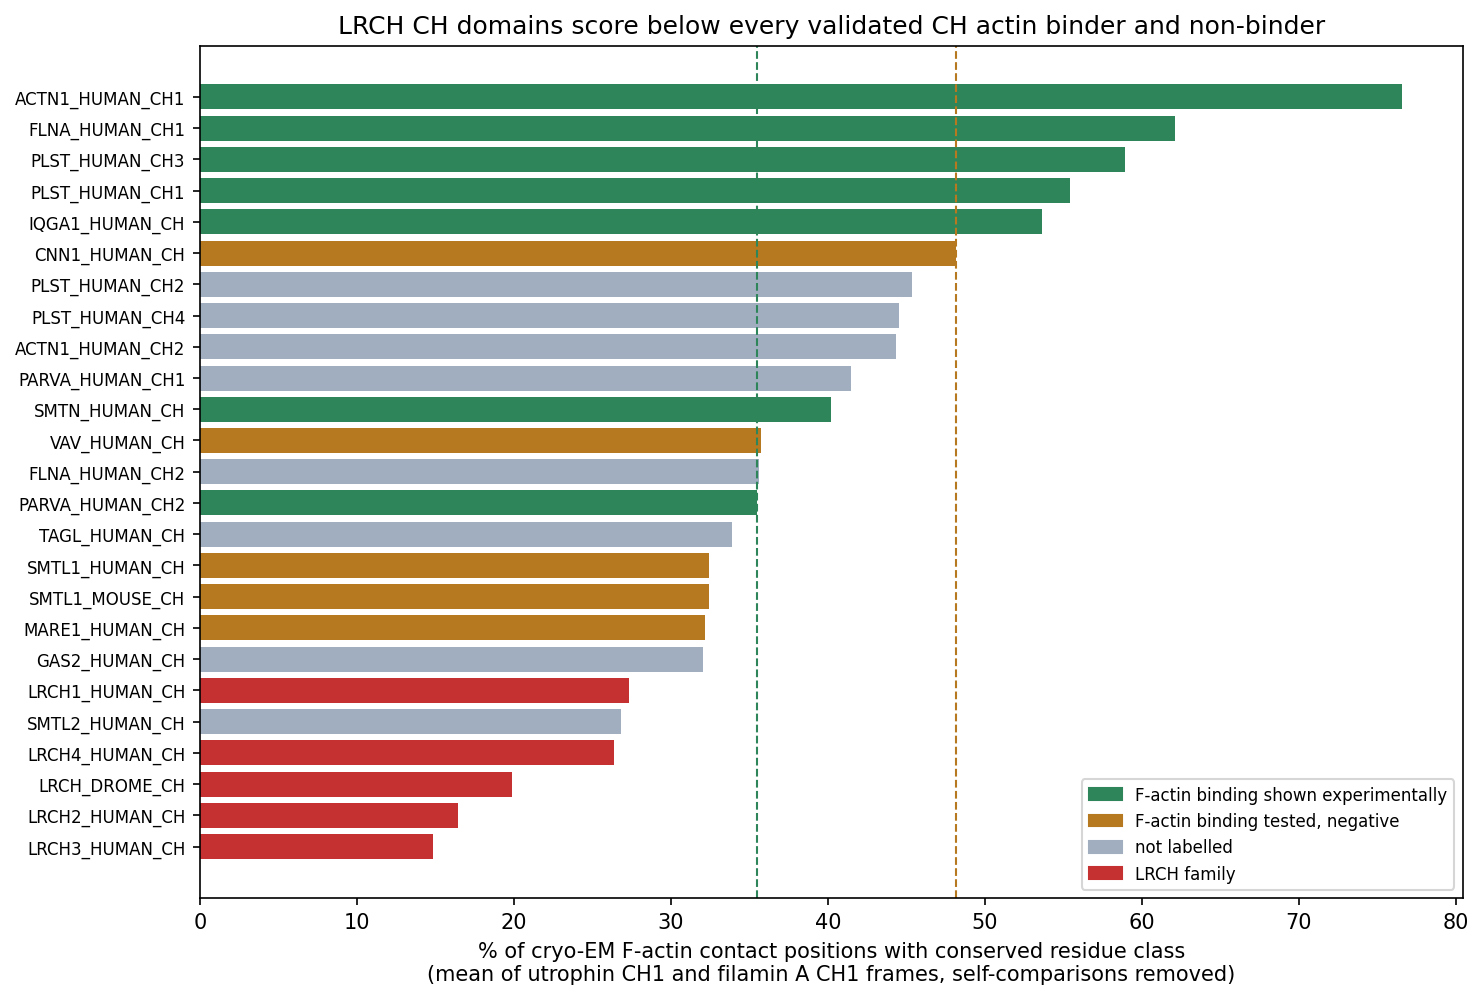 LRCH CH domains score below every validated CH actin binder and non-binder
ACTN1_HUMAN_CH1
FLNA_HUMAN_CH1
PLST_HUMAN_CH3
PLST_HUMAN_CH1
IQGA1_HUMAN_CH
CNN1_HUMAN_CH
PLST_HUMAN_CH2
PLST_HUMAN_CH4
ACTN1_HUMAN_CH2
PARVA_HUMAN_CH1
SMTN_HUMAN_CH
VAV_HUMAN_CH
FLNA_HUMAN_CH2
PARVA_HUMAN_CH2
TAGL_HUMAN_CH
SMTL1_HUMAN_CH
SMTL1_MOUSE_CH
MARE1_HUMAN_CH
GAS2_HUMAN_CH
LRCH1_HUMAN_CH
SMTL2_HUMAN_CH
LRCH4_HUMAN_CH
LRCH_DROME_CH
LRCH2_HUMAN_CH
LRCH3_HUMAN_CH
F-actin binding shown experimentally
F-actin binding tested, negative
not labelled
LRCH family
0 10 20 30 40 50 60 70 80
% of cryo-EM F-actin contact positions with conserved residue class
(mean of utrophin CH1 and filamin A CH1 frames, self-comparisons removed)